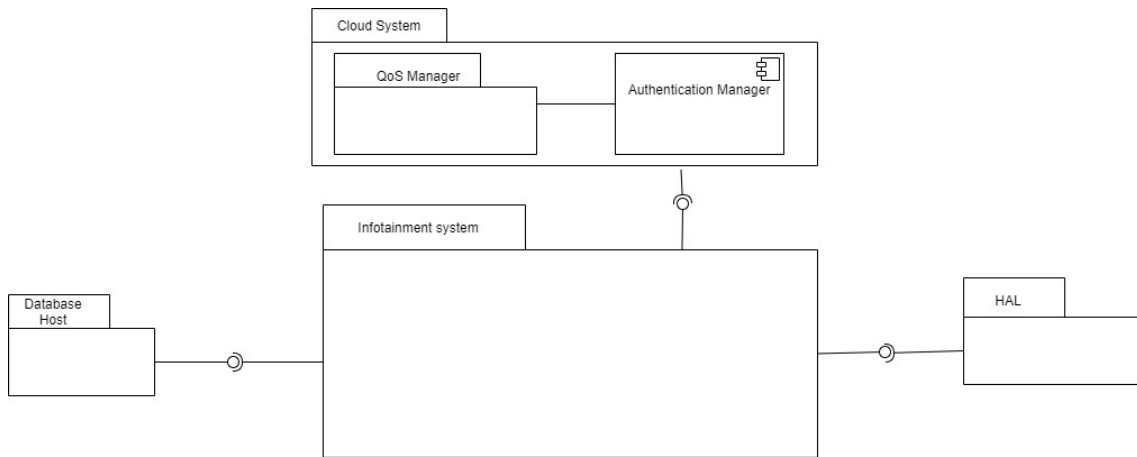 Cloud System
QoS Manager
Authentication Manager
Infotainment system
Database
Host
HAL